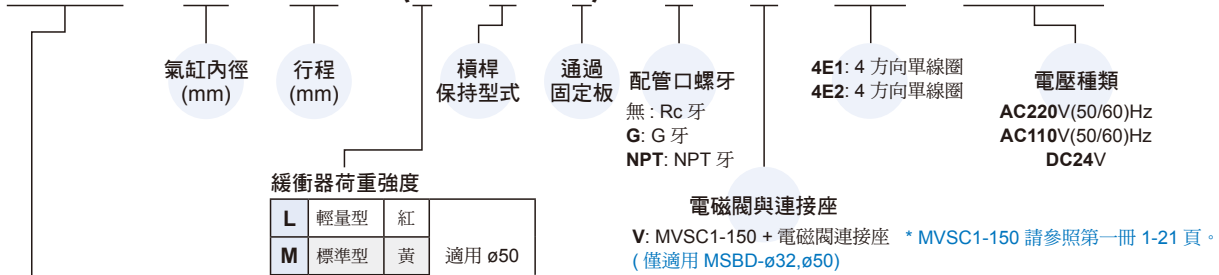 氣缸內徑
(mm)
行程
(mm)
槓桿
保持型式
通過
固定板
配管口螺牙
無 : Rc 牙
G: G 牙
NPT: NPT 牙
4E1: 4 方向單線圈
4E2: 4 方向單線圈
電壓種類
AC220V(50/60)Hz
AC110V(50/60)Hz
DC24V
緩衝器荷重強度
L 輕量型 紅
M 標準型 黃 適用 ø50
電磁閥與連接座
V: MVSC1-150 + 電磁閥連接座 * MVSC1-150 請參照第一冊 1-21 頁。
( 僅適用 MSBD-ø32,ø50)